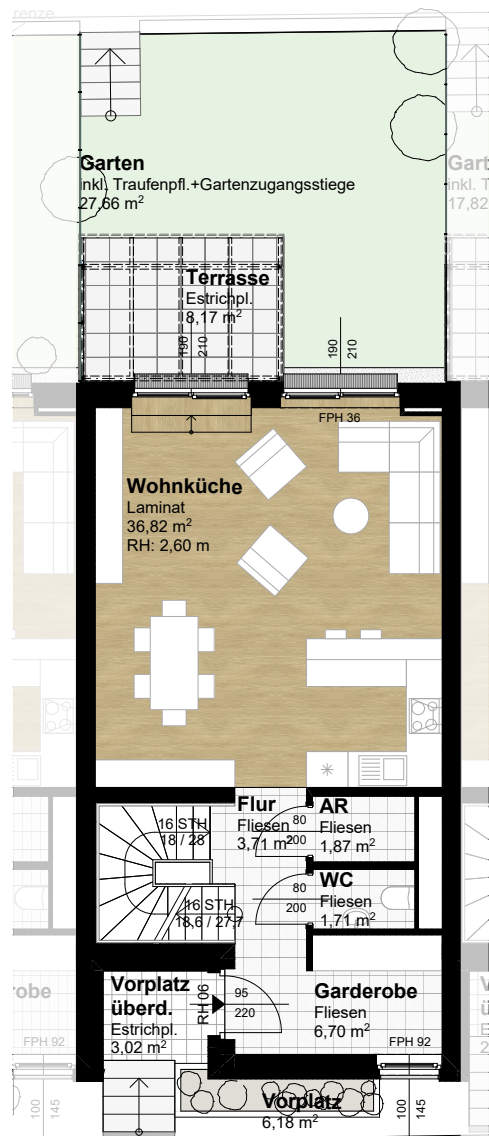 renze
Garten
inkl. Traufenpfl.+Gartenzugangsstiege
27,66 m²
Gart
inkl. T
17,82
Terrasse
Estrichpl.
8,17 m²
190
210
190
210
FPH 36
Wohnküche
Laminat
36,82 m²
RH: 2,60 m
Flur
Fliesen
3,71 m²
16 STH
18 / 28
80
200
AR
Fliesen
1,87 m²
WC
Fliesen
1,71 m²
80
200
16 STH
18,6 / 27,7
obe
Vorplatz
überd.
Estrichpl.
3,02 m²
RH 06
95
220
Garderobe
Fliesen
6,70 m²
FPH 92
FPH 92
V
ü
E
2
100
145
Vorplatz
6,18 m²
100
145